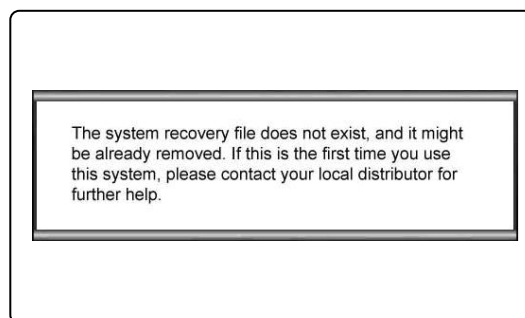 The system recovery file does not exist, and it might
be already removed. If this is the first time you use
this system, please contact your local distributor for
further help.